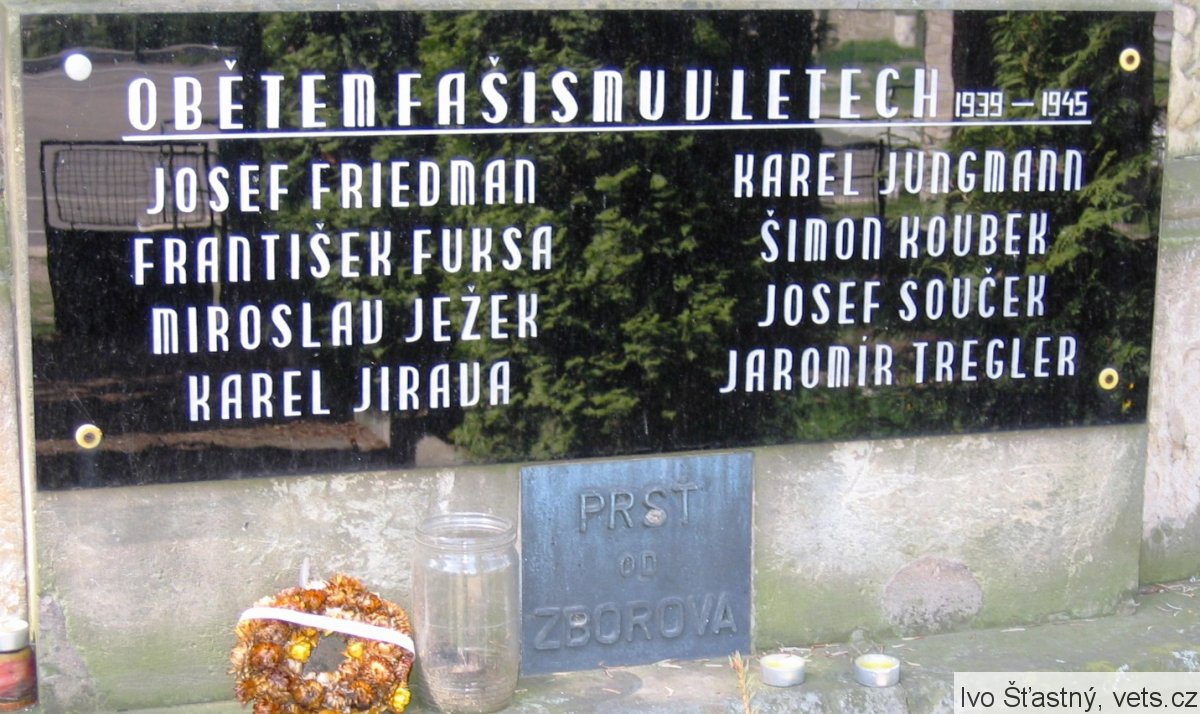 OBĚTEM FAŠISMU V LETECH 1939 – 1945
JOSEF FRIEDMAN
FRANTIŠEK FUKSA
MIROSLAV JEŽEK
KAREL JIRAVA
KAREL JUNGMANN
ŠIMON KOUBEK
JOSEF SOUČEK
JAROMÍR TREGLER
PRSŤ
OD
ZBOROVA
Ivo Šťastný, vets.cz